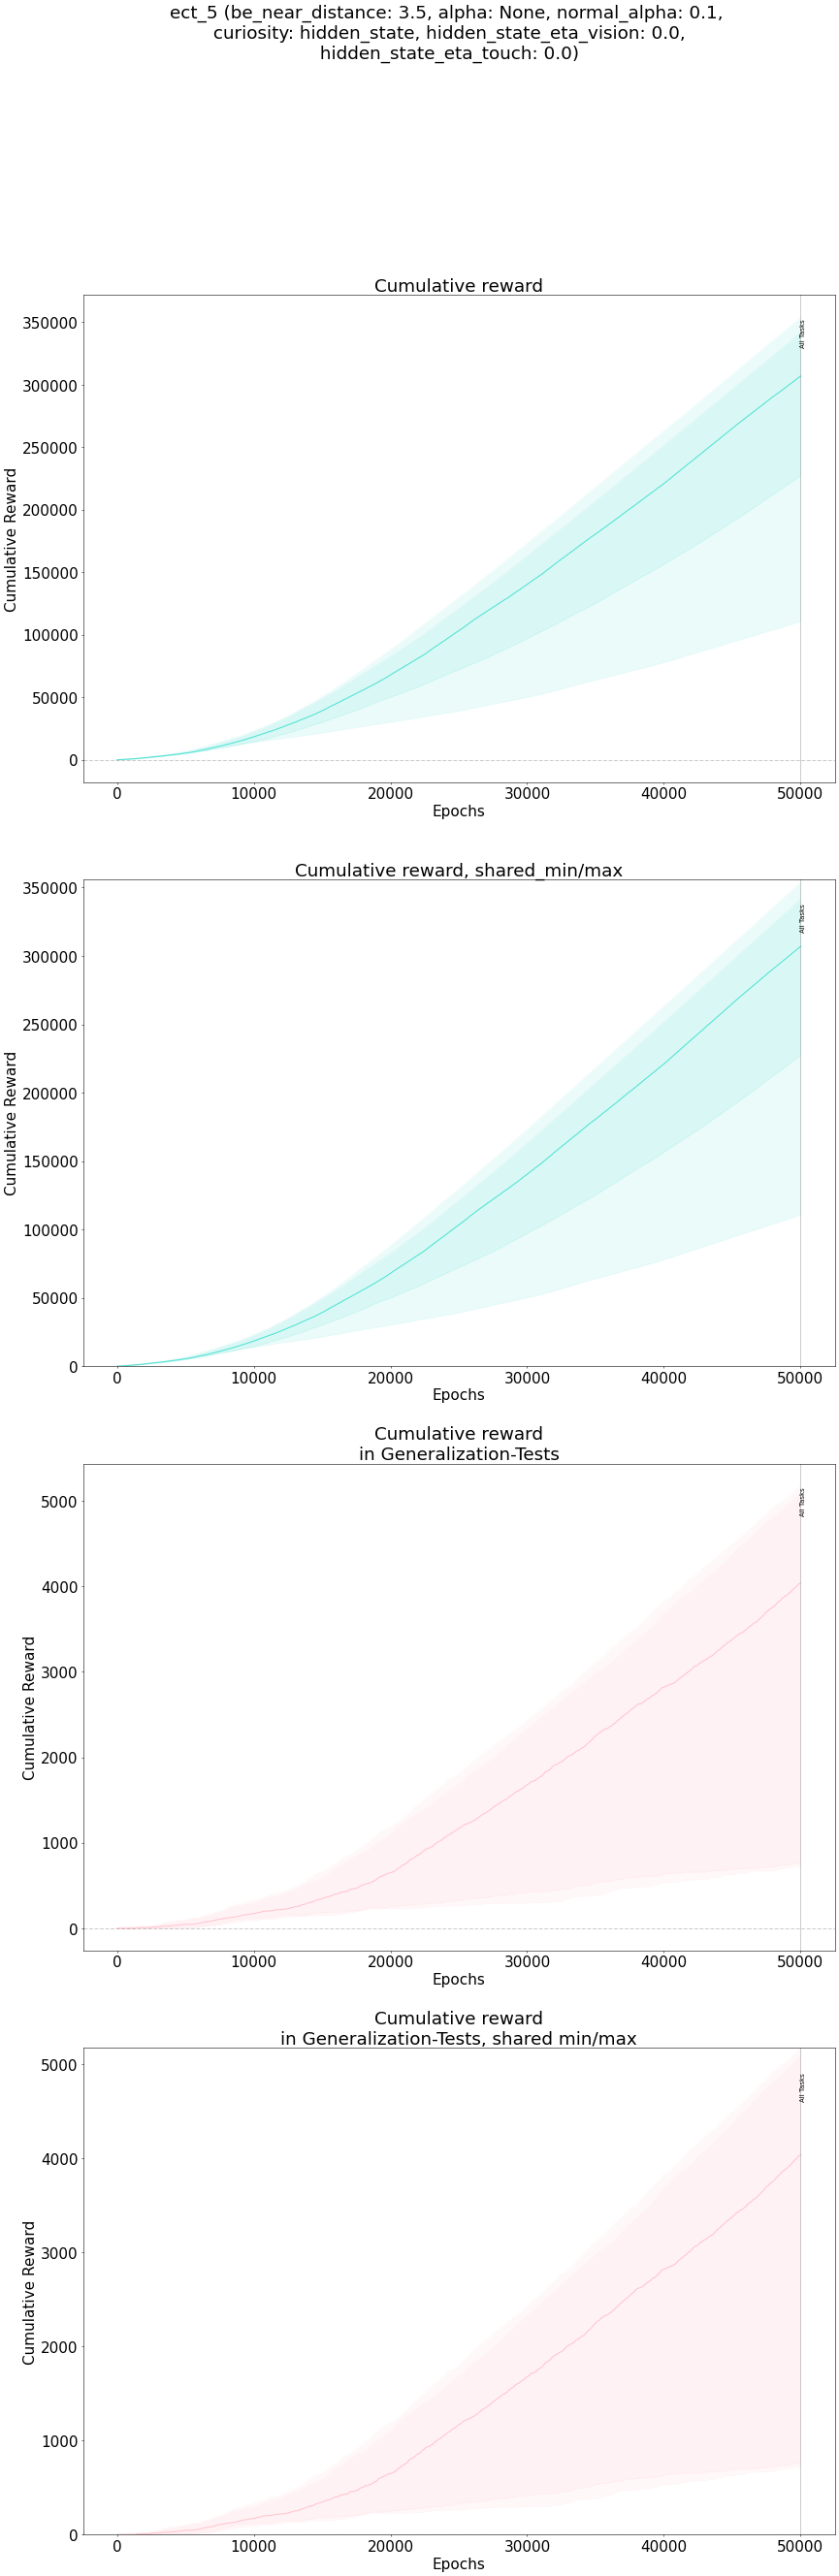 ect_5 (be_near_distance: 3.5, alpha: None, normal_alpha: 0.1,
curiosity: hidden_state, hidden_state_eta_vision: 0.0,
hidden_state_eta_touch: 0.0)
Cumulative reward
350000
300000
250000
200000
150000
100000
50000
0
Cumulative Reward
All Tasks
0 10000 20000 30000 40000 50000
Epochs
Cumulative reward, shared_min/max
350000
300000
250000
200000
150000
100000
50000
0
Cumulative Reward
All Tasks
0 10000 20000 30000 40000 50000
Epochs
Cumulative reward
in Generalization-Tests
5000
4000
3000
2000
1000
0
Cumulative Reward
All Tasks
0 10000 20000 30000 40000 50000
Epochs
Cumulative reward
in Generalization-Tests, shared min/max
5000
4000
3000
2000
1000
0
Cumulative Reward
All Tasks
0 10000 20000 30000 40000 50000
Epochs